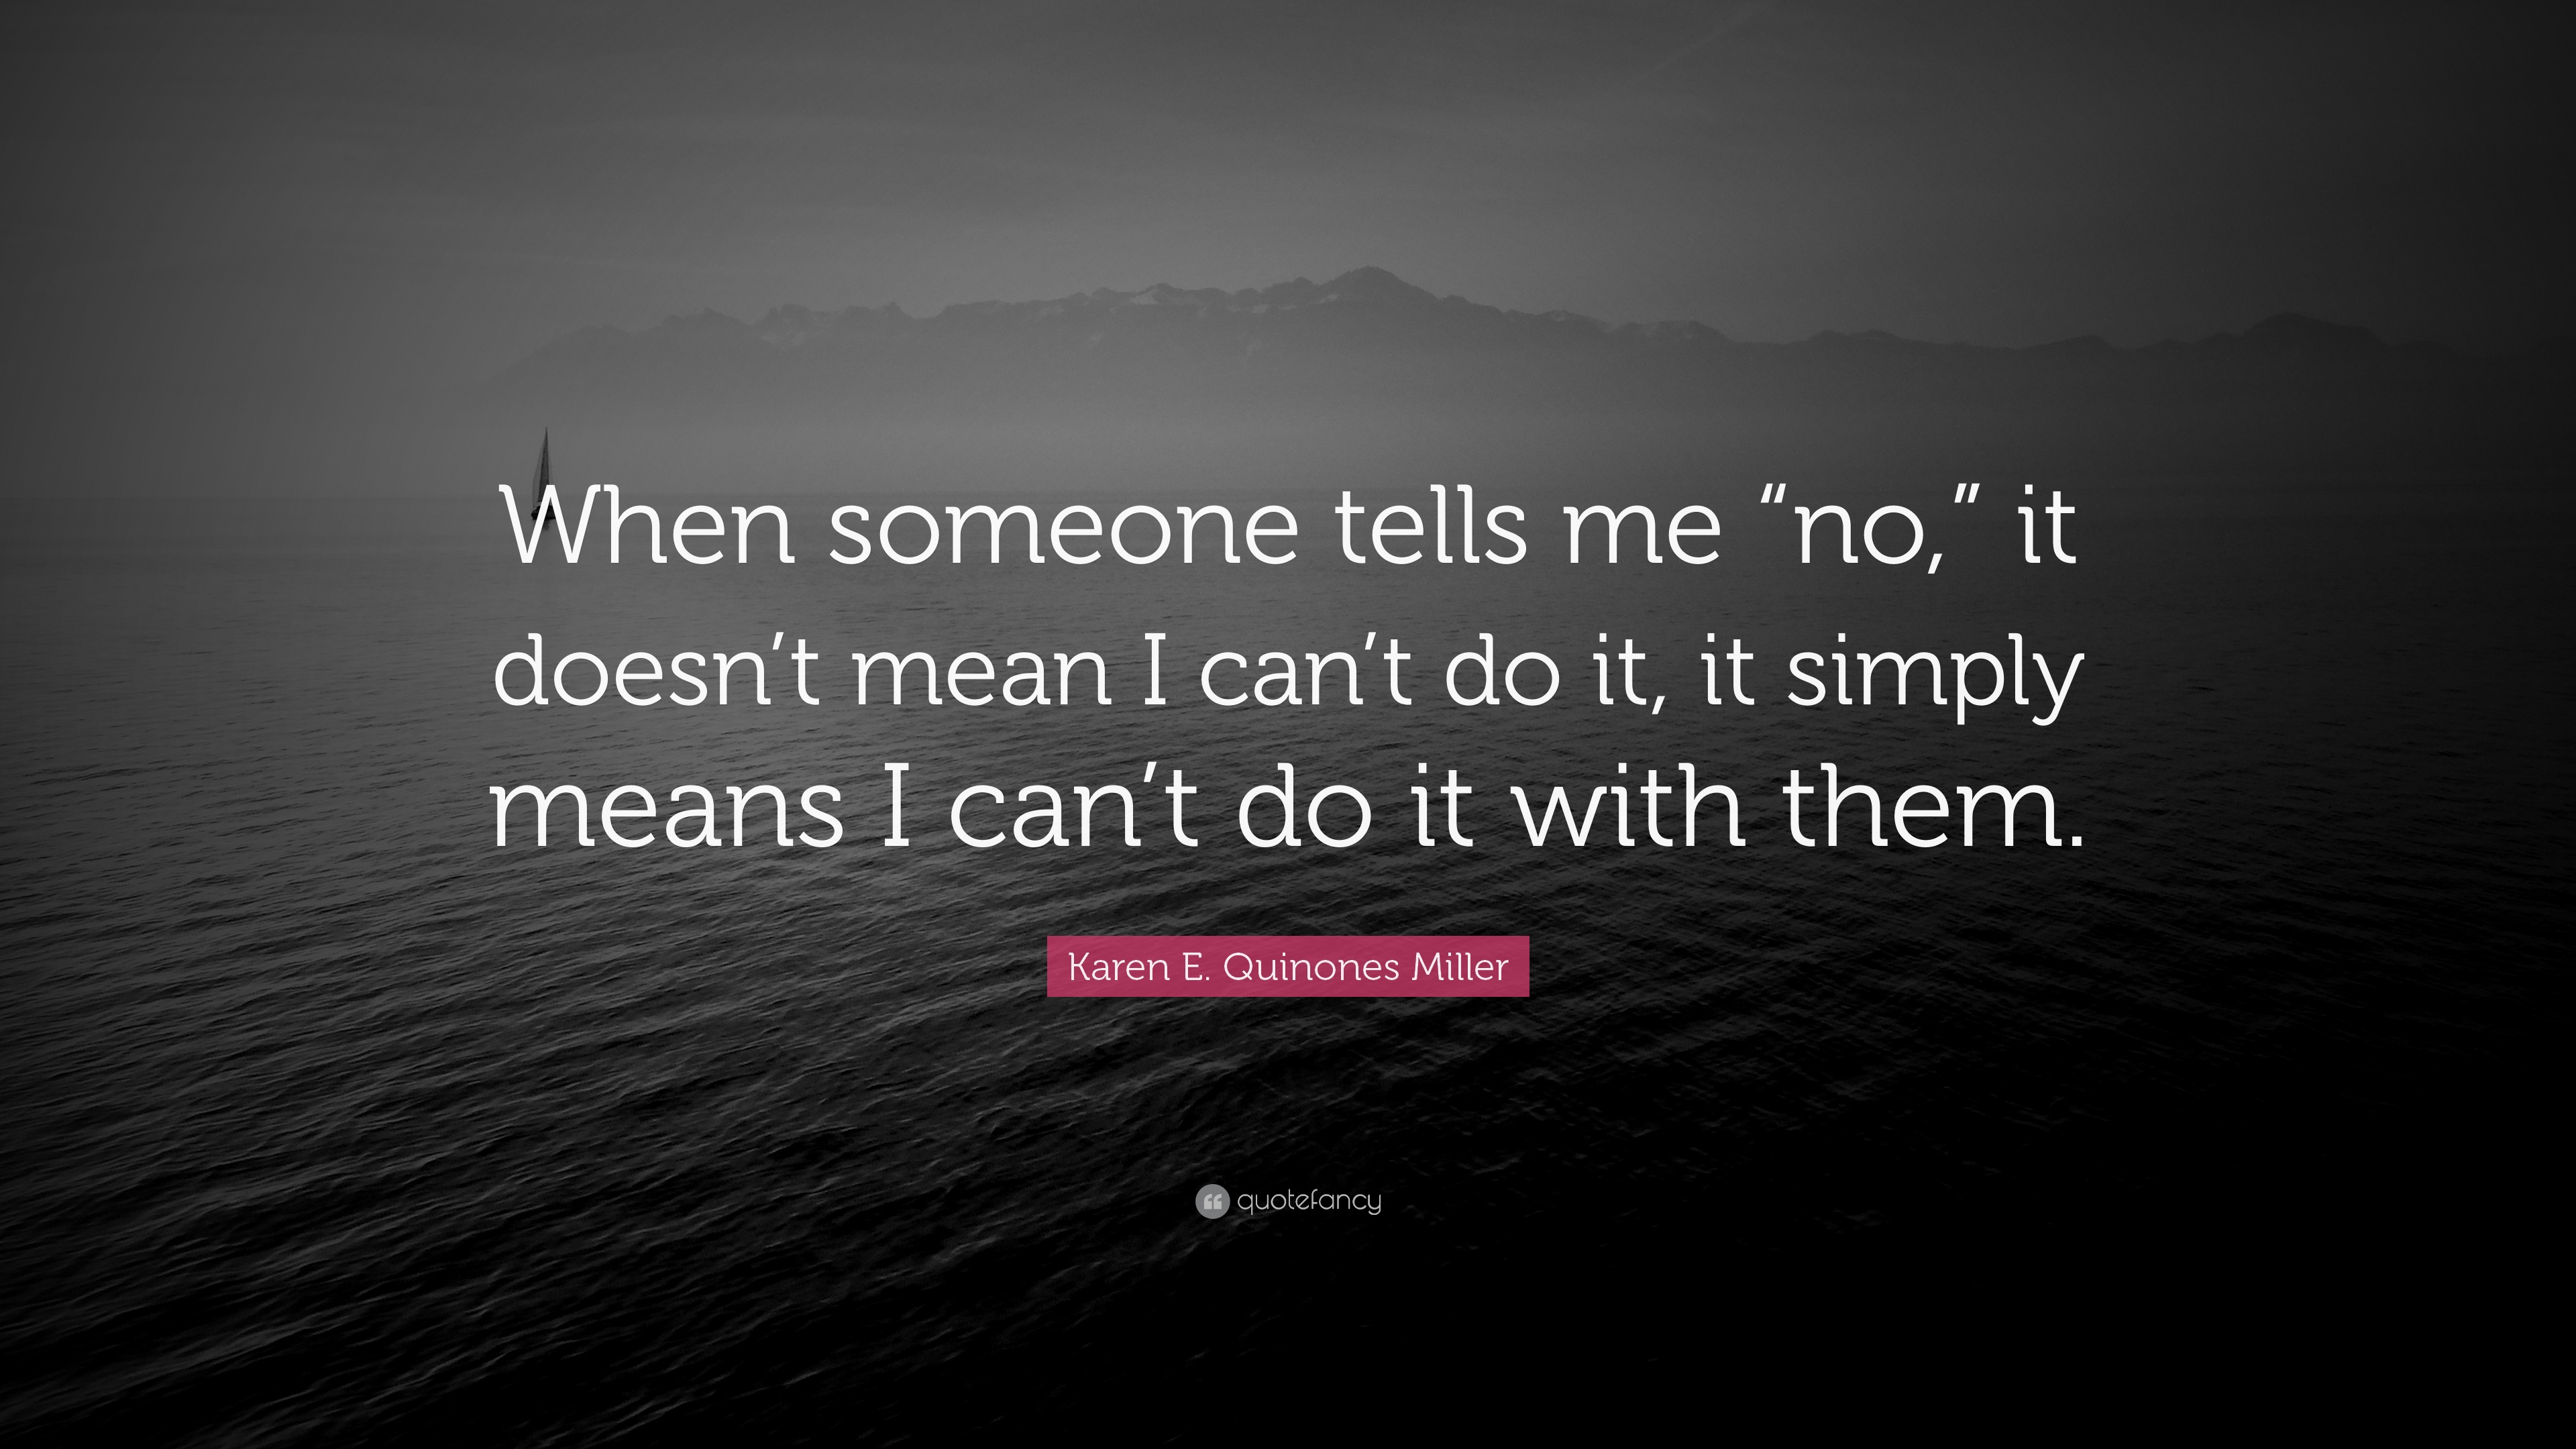 When someone tells me “no,” it
doesn’t mean I can’t do it, it simply
means I can’t do it with them.
Karen E. Quinones Miller
quotefancy